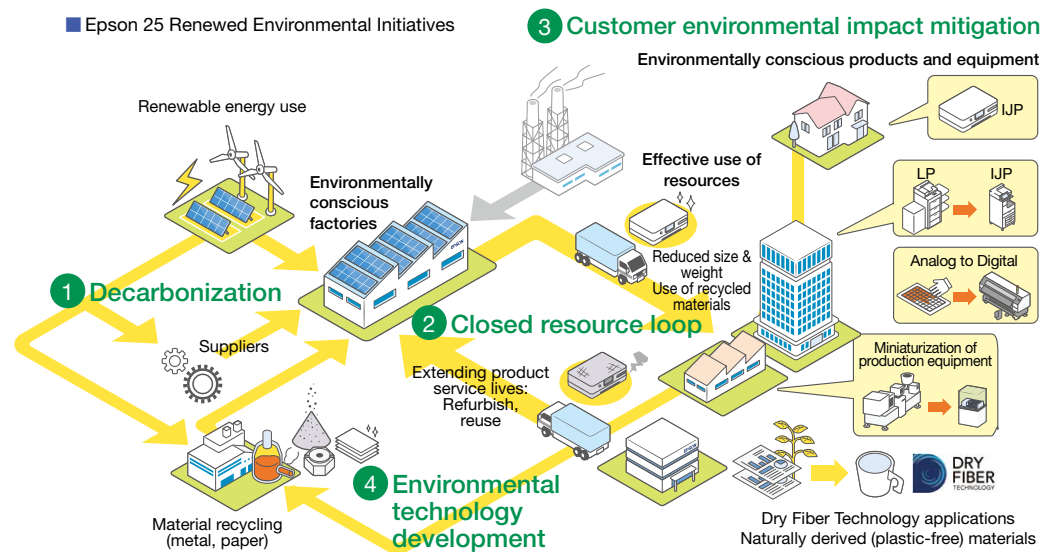 Epson 25 Renewed Environmental Initiatives
3 Customer environmental impact mitigation
Environmentally conscious products and equipment
Renewable energy use
IJP
Environmentally
conscious
factories
EPSON
Effective use of
resources
LP
IJP
Reduced size &
weight
Use of recycled
materials
Analog to Digital
1 Decarbonization
2 Closed resource loop
Suppliers
Miniaturization of
production equipment
Extending product
service lives:
Refurbish,
reuse
EPSON
4 Environmental
technology
development
DRY
FIBER
TECHNOLOGY
Material recycling
(metal, paper)
Dry Fiber Technology applications
Naturally derived (plastic-free) materials